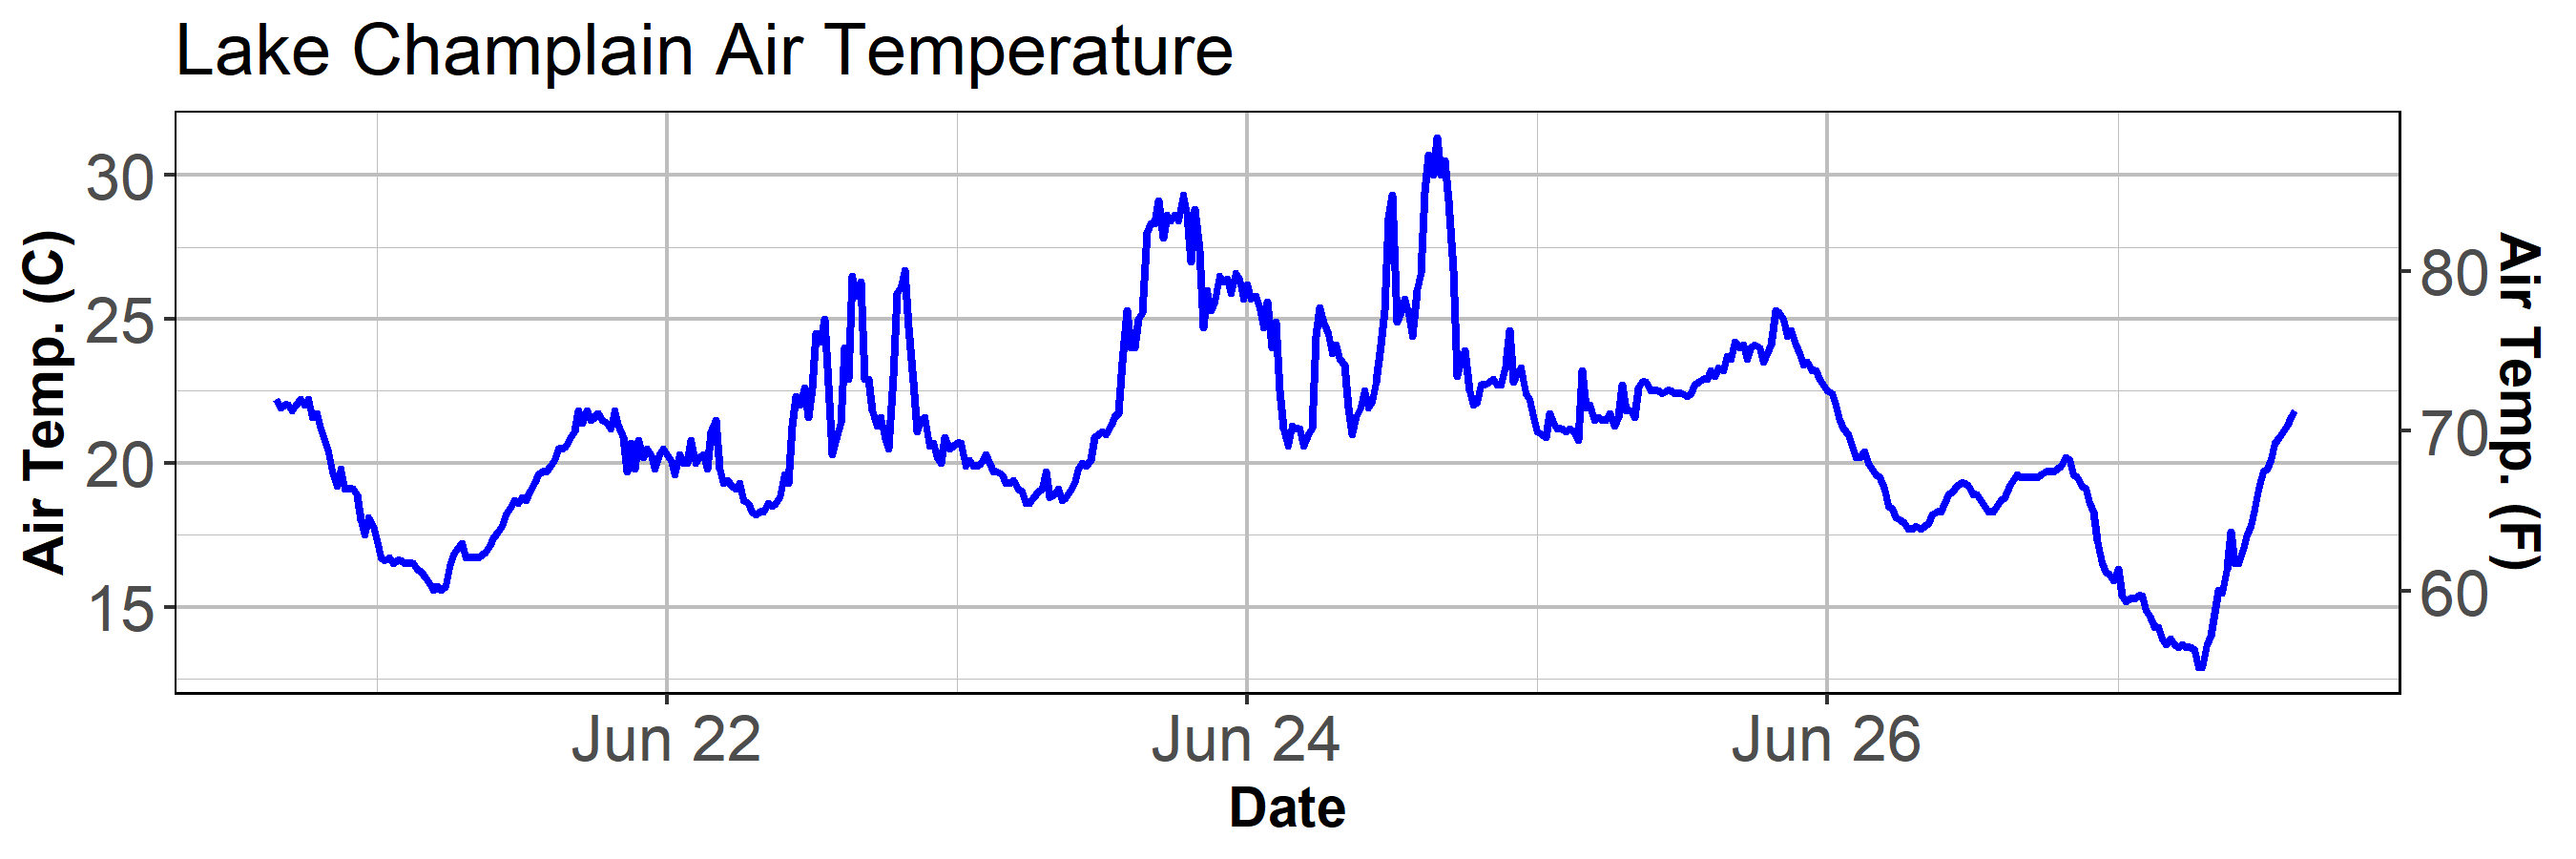 Lake Champlain Air Temperature
Air Temp. (C)
30
25
20
15
80
70
60
Air Temp. (F)
Jun 22
Jun 24
Jun 26
Date